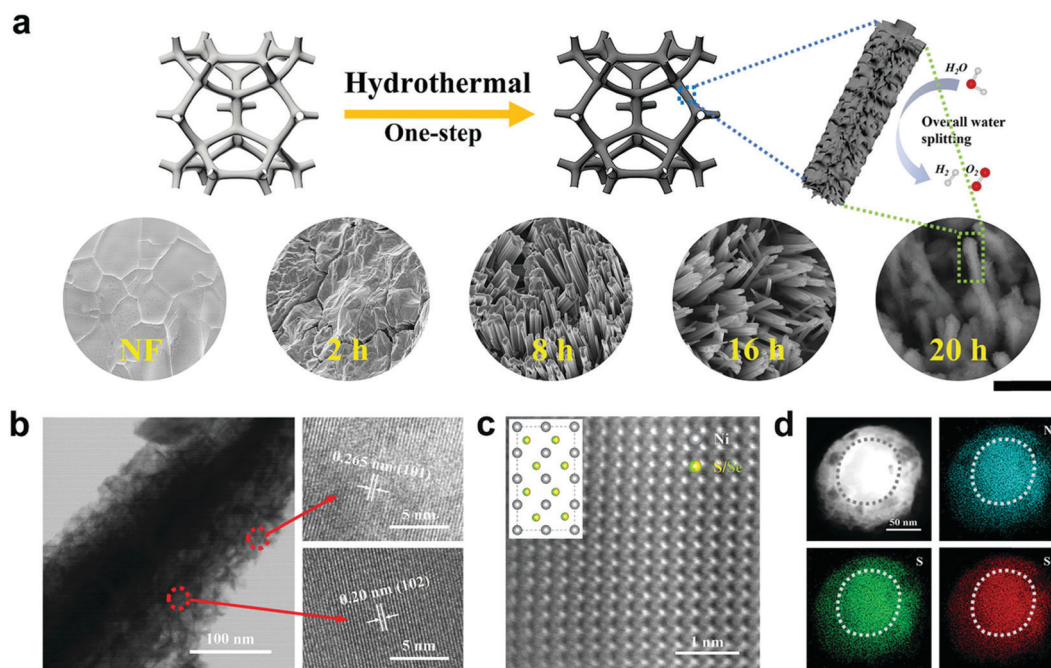 a
Hydrothermal
One-step
H₂O
Overall water
splitting
H₂ O₂
NF
2 h
8 h
16 h
20 h
b
0.265 nm (101)
5 nm
0.20 nm (102)
5 nm
100 nm
c
Ni
S/Se
1 nm
d
50 nm
N
S
S